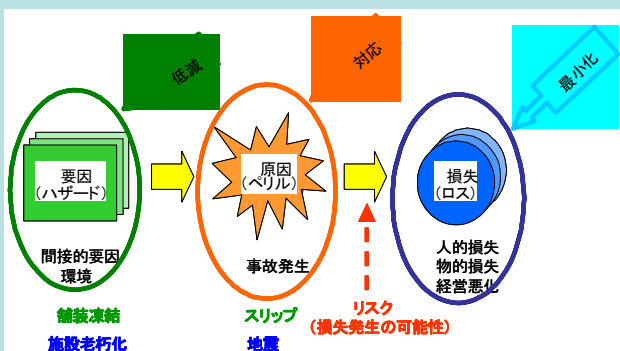 低減
対応
最小化
要因
(ハザード)
原因
(ペリル)
損失
(ロス)
間接的要因
環境
事故発生
人的損失
物的損失
経営悪化
舗装凍結
施設老朽化
スリップ
地震
リスク
(損失発生の可能性)